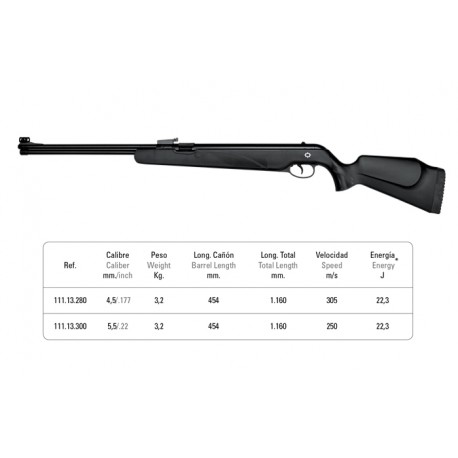 Ref. Calibre Peso Long. Cañón Long. Total Velocidad Energía*
Caliber Weight Barrel Length Total Length Speed Energy
mm./inch Kg. mm. mm. m/s J
111.13.280 4,5/.177 3,2 454 1.160 305 22,3
111.13.300 5,5/.22 3,2 454 1.160 250 22,3